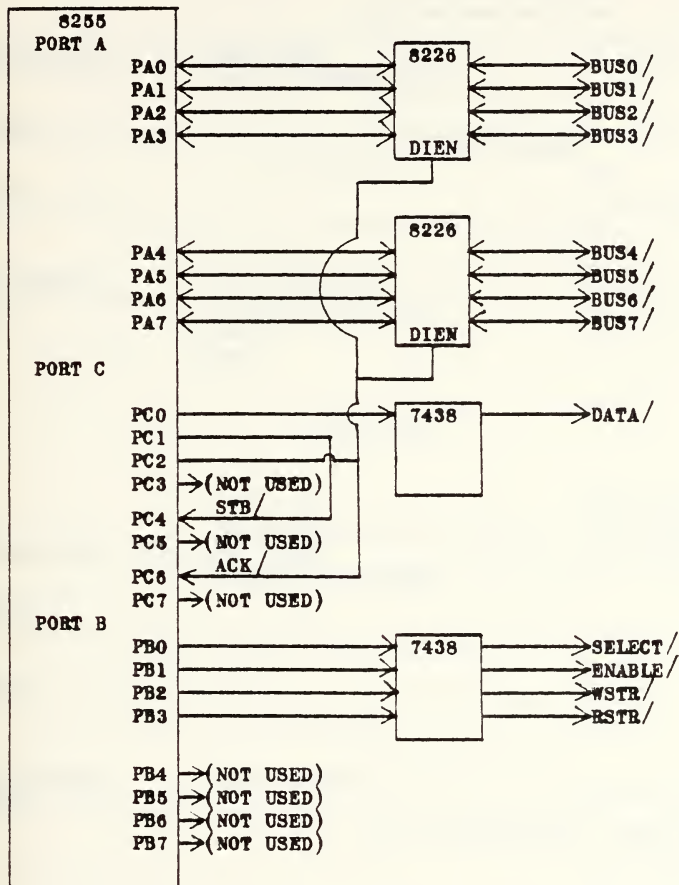 8255
PORT A
8226
PA0 BUS0/
PA1 BUS1/
PA2 BUS2/
PA3 BUS3/
DIEN
8226
PA4 BUS4/
PA5 BUS5/
PA6 BUS6/
PA7 BUS7/
DIEN
PORT C
PC0 7438 DATA/
PC1
PC2
PC3 (NOT USED)
STB/
PC4
PC5 (NOT USED)
ACK/
PC6
PC7 (NOT USED)
PORT B
PB0 7438 SELECT/
PB1 ENABLE/
PB2 WSTR/
PB3 RSTR/
PB4 (NOT USED)
PB5 (NOT USED)
PB6 (NOT USED)
PB7 (NOT USED)